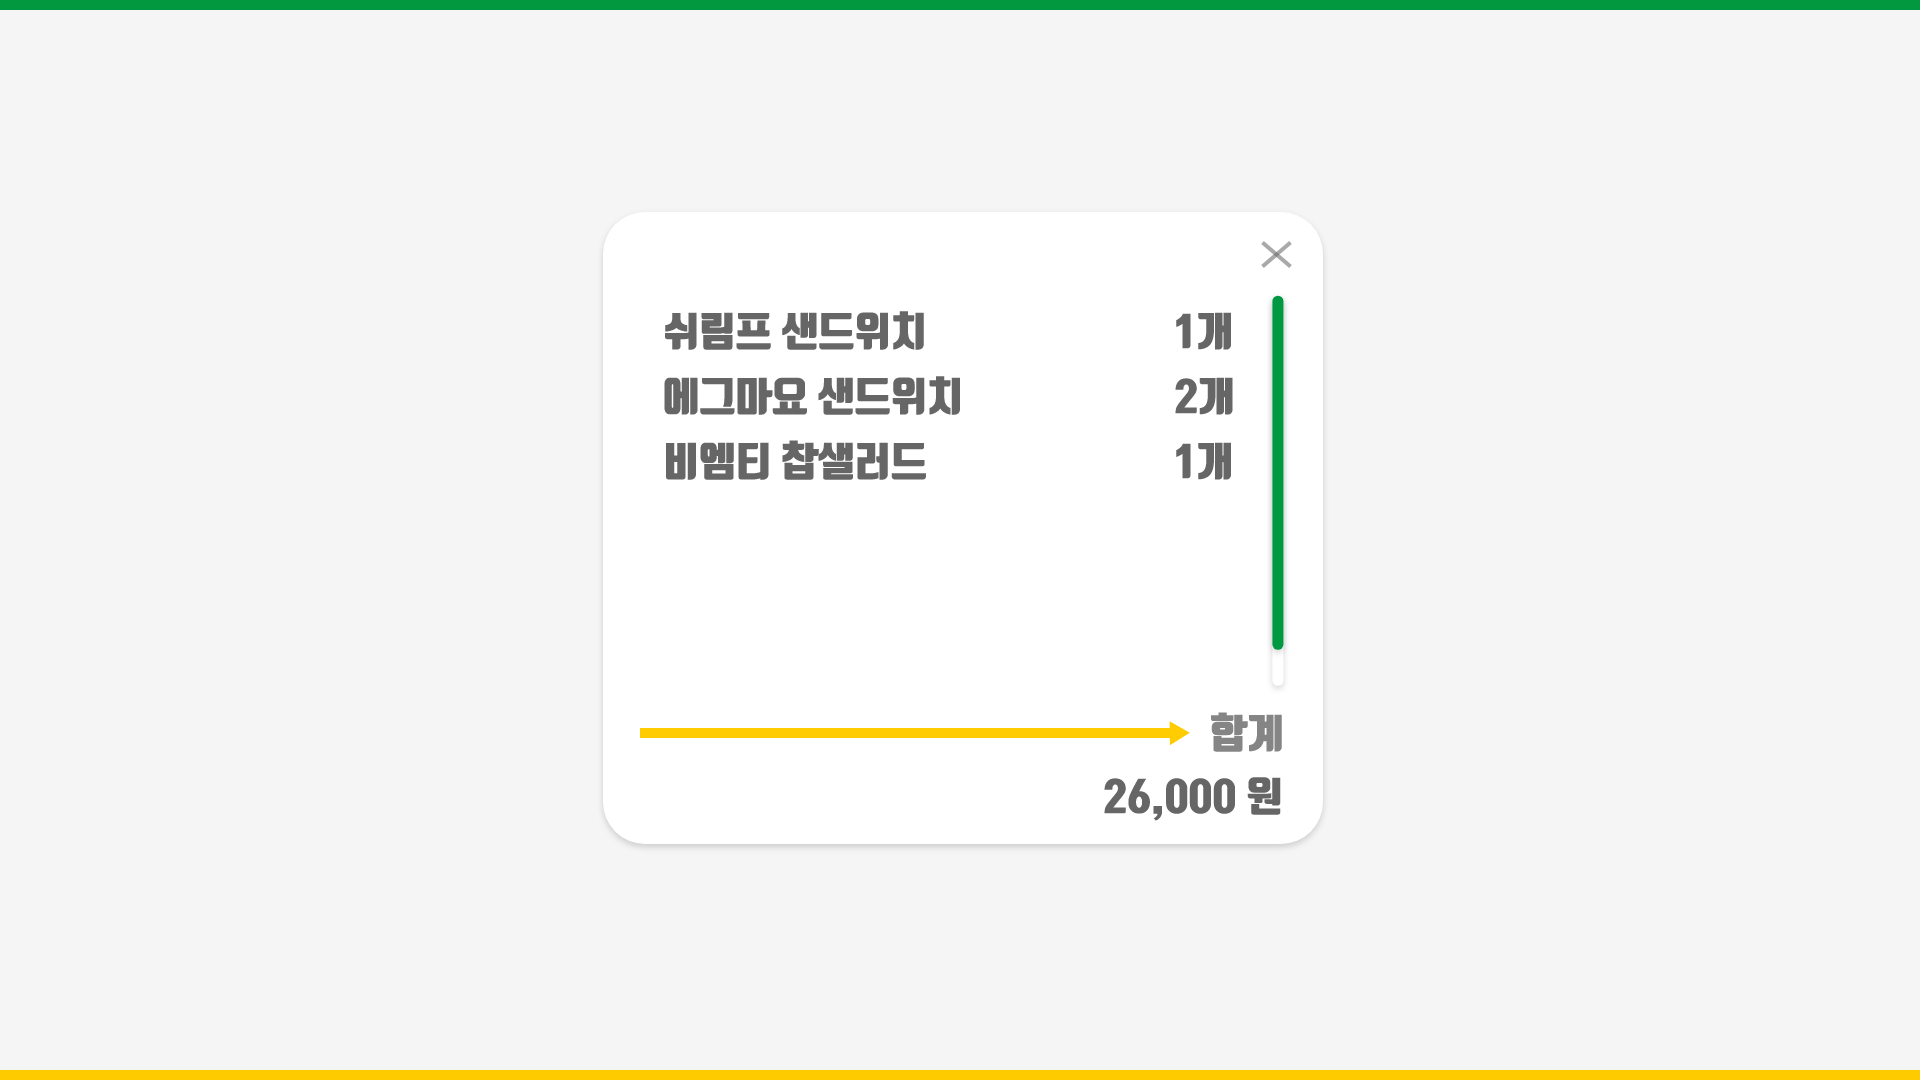 쉬림프 샌드위치 1개
에그마요 샌드위치 2개
비엠티 찹샐러드 1개
합계
26,000 원